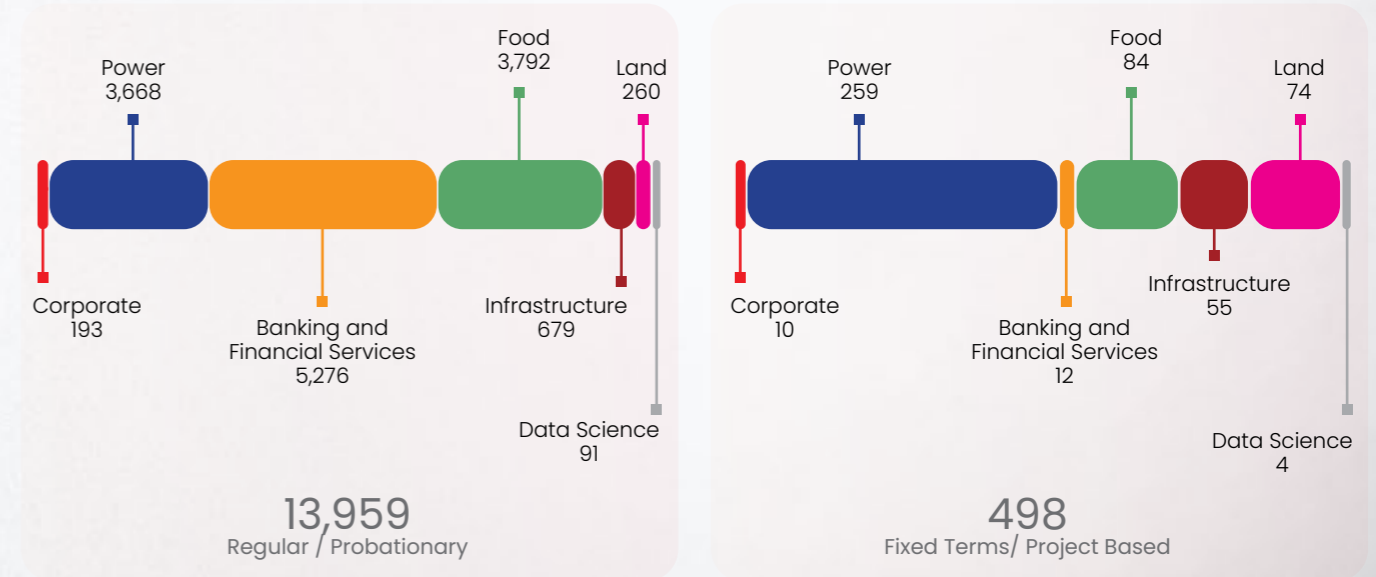 Power
3,668
Food
3,792
Land
260
Corporate
193
Banking and
Financial Services
5,276
Infrastructure
679
Data Science
91
13,959
Regular / Probationary
Power
259
Food
84
Land
74
Corporate
10
Banking and
Financial Services
12
Infrastructure
55
Data Science
4
498
Fixed Terms/ Project Based